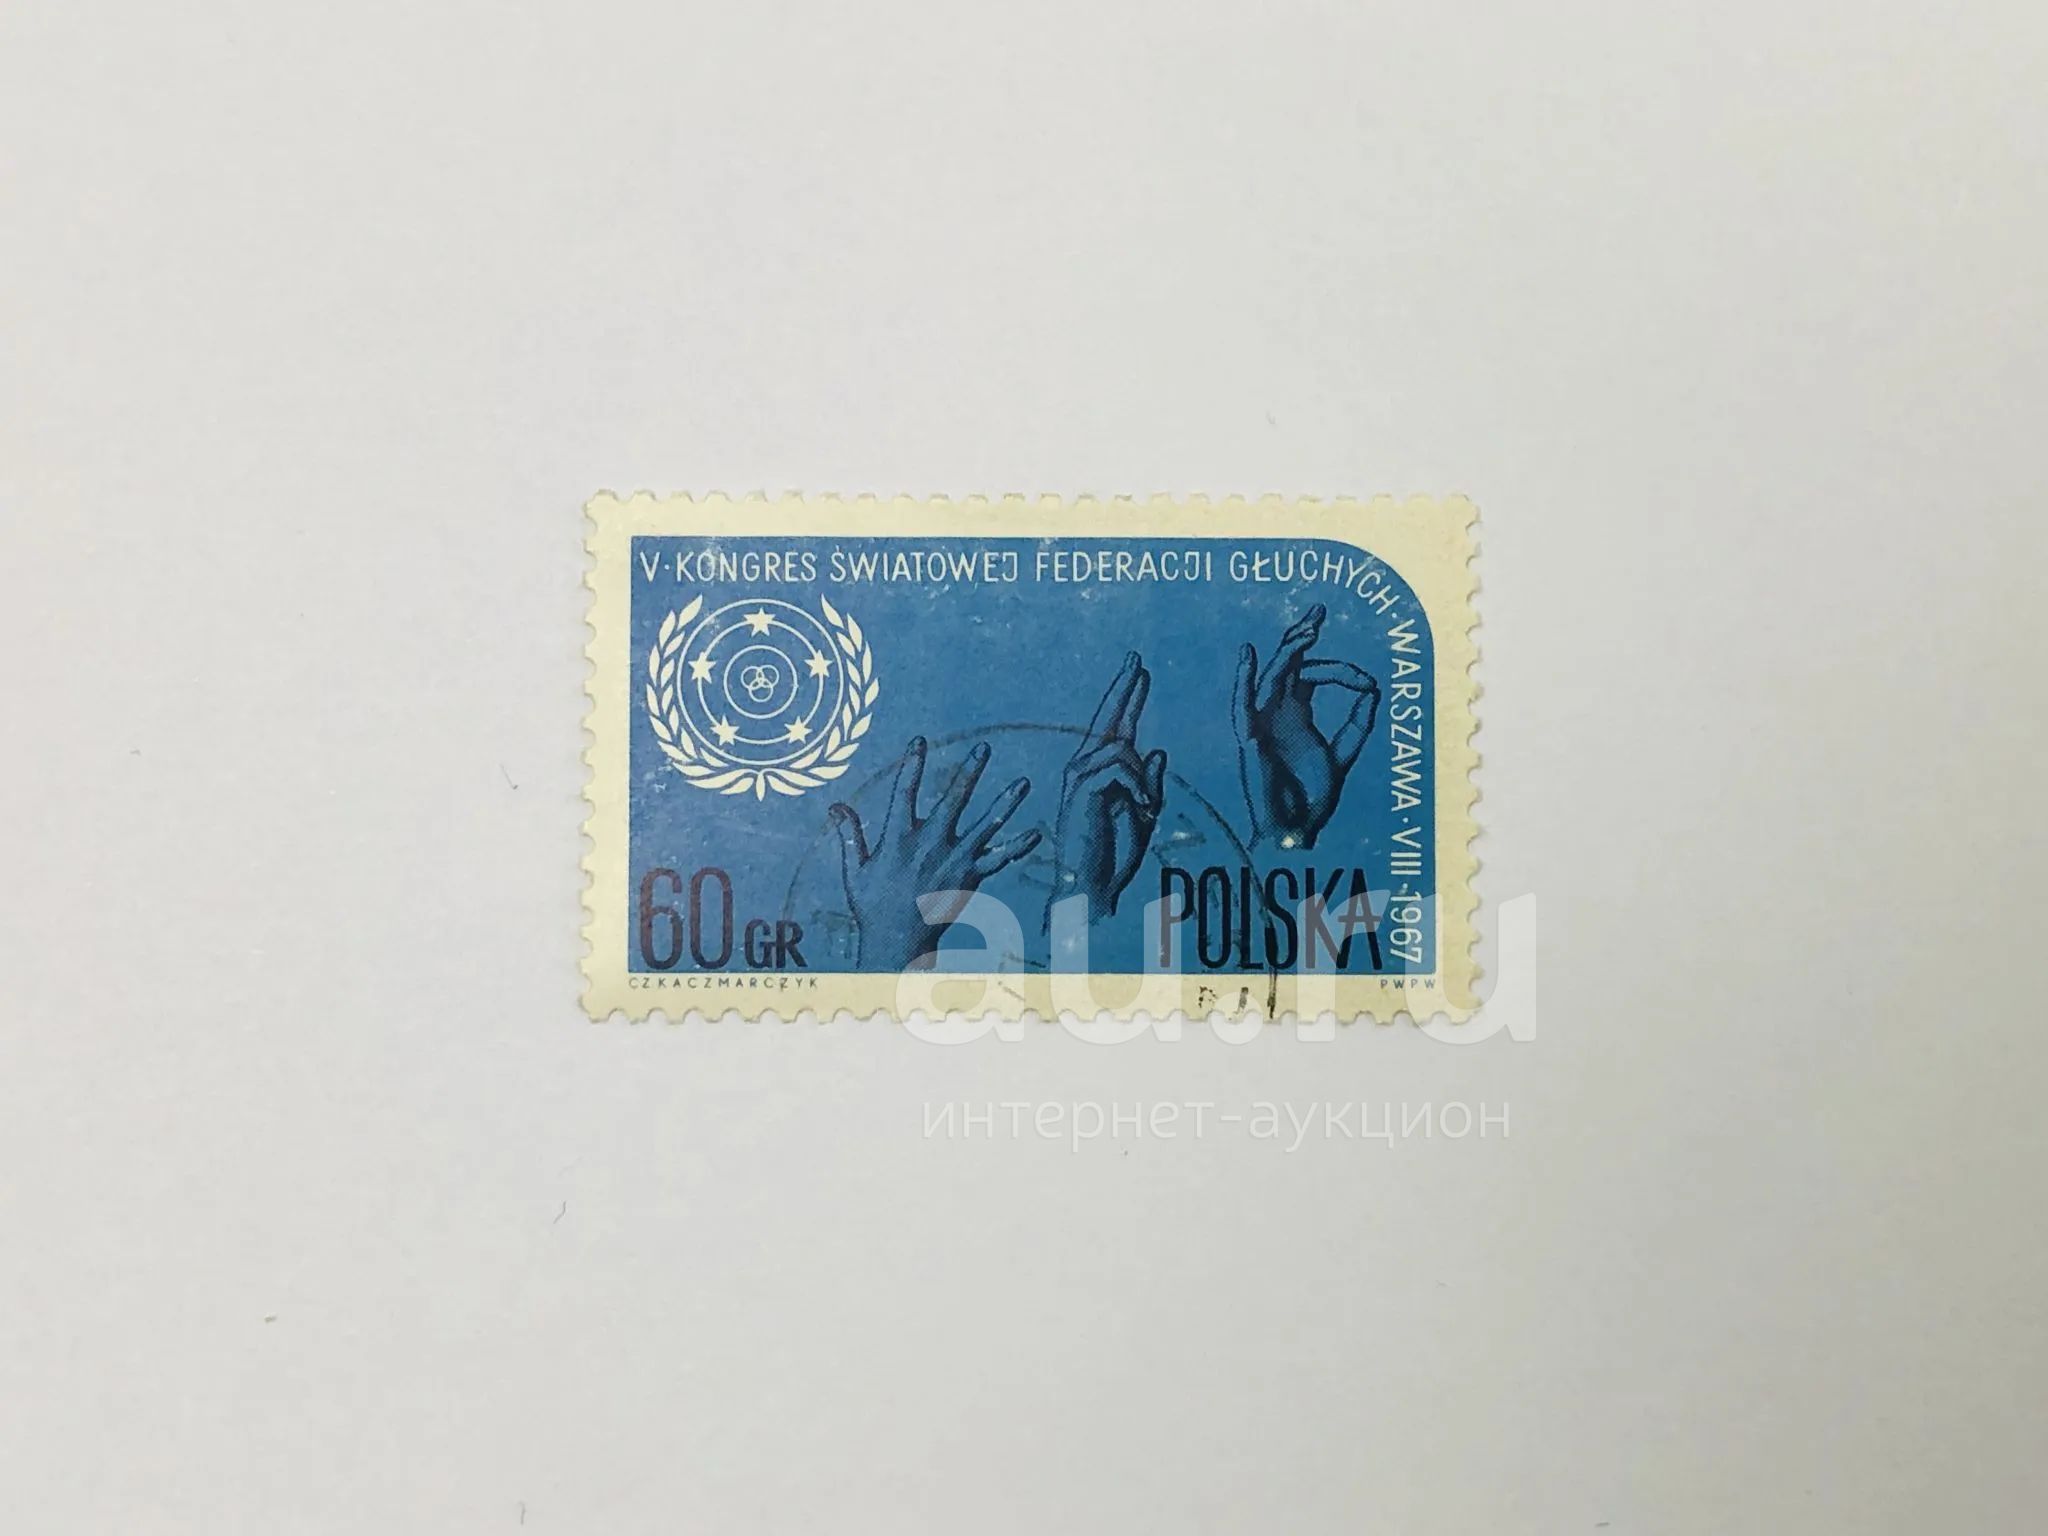 V·KONGRES ŚWIATOWEJ FEDERACJI GŁUCHYCH·WARSZAWA·VIII·1967
60 GR
POLSKA
CZ KACZMARCZYK
PWPW
au.ru
интернет-аукцион